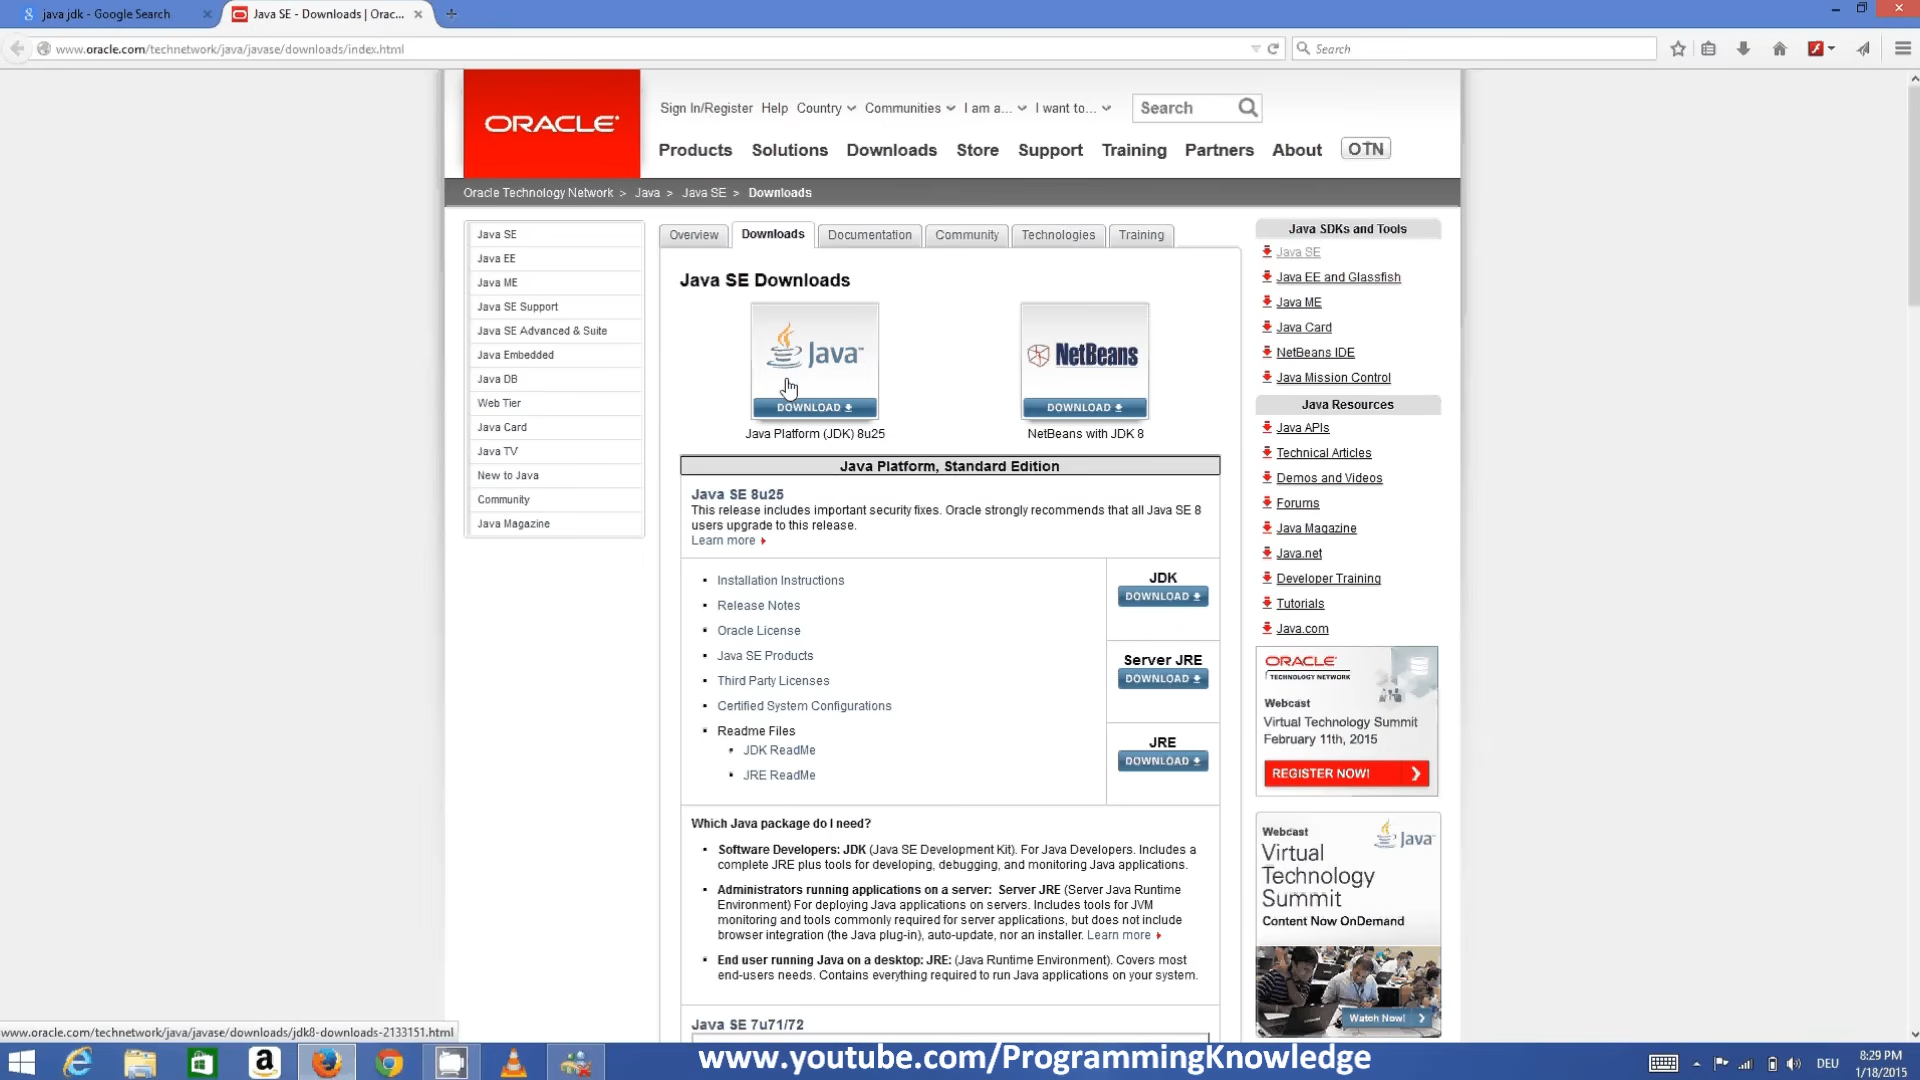 java jdk - Google Search
Java SE - Downloads | Orac...
www.oracle.com/technetwork/java/javase/downloads/index.html
Search
ORACLE
Sign In/Register Help Country Communities I am a... I want to... Search
Products Solutions Downloads Store Support Training Partners About OTN
Oracle Technology Network > Java > Java SE > Downloads
Java SE
Java EE
Java ME
Java SE Support
Java SE Advanced & Suite
Java Embedded
Java DB
Web Tier
Java Card
Java TV
New to Java
Community
Java Magazine
Overview Downloads Documentation Community Technologies Training
Java SE Downloads
Java
DOWNLOAD
Java Platform (JDK) 8u25
NetBeans
DOWNLOAD
NetBeans with JDK 8
Java Platform, Standard Edition
Java SE 8u25
This release includes important security fixes. Oracle strongly recommends that all Java SE 8
users upgrade to this release.
Learn more
Installation Instructions
Release Notes
Oracle License
Java SE Products
Third Party Licenses
Certified System Configurations
Readme Files
JDK ReadMe
JRE ReadMe
JDK
DOWNLOAD
Server JRE
DOWNLOAD
JRE
DOWNLOAD
Which Java package do I need?
Software Developers: JDK (Java SE Development Kit). For Java Developers. Includes a
complete JRE plus tools for developing, debugging, and monitoring Java applications.
Administrators running applications on a server: Server JRE (Server Java Runtime
Environment) For deploying Java applications on servers. Includes tools for JVM
monitoring and tools commonly required for server applications, but does not include
browser integration (the Java plug-in), auto-update, nor an installer. Learn more
End user running Java on a desktop: JRE: (Java Runtime Environment). Covers most
end-users needs. Contains everything required to run Java applications on your system.
Java SE 7u71/72
Java SDKs and Tools
Java SE
Java EE and Glassfish
Java ME
Java Card
NetBeans IDE
Java Mission Control
Java Resources
Java APIs
Technical Articles
Demos and Videos
Forums
Java Magazine
Java.net
Developer Training
Tutorials
Java.com
ORACLE
TECHNOLOGY NETWORK
Webcast
Virtual Technology Summit
February 11th, 2015
REGISTER NOW!
Webcast
Java
Virtual
Technology
Summit
Content Now OnDemand
Watch Now!
www.oracle.com/technetwork/java/javase/downloads/jdk8-downloads-2133151.html
www.youtube.com/ProgrammingKnowledge
DEU
8:29 PM
1/18/2015